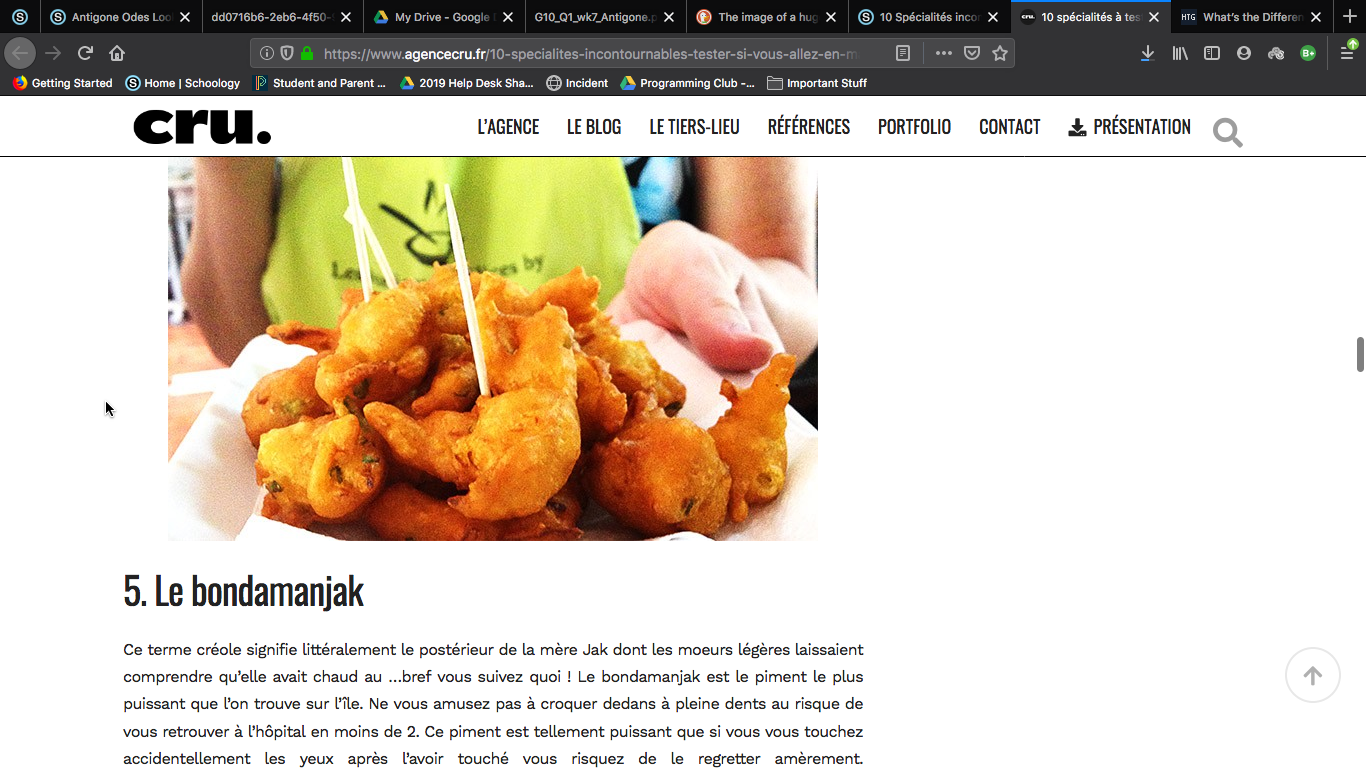 Antigone Odes Loo
dd0716b6-2eb6-4f50-
My Drive - Google
G10_Q1_wk7_Antigone.p
The image of a hug
10 Spécialités incor
cru. 10 spécialités à tes
HTG What's the Differen
https://www.agencecru.fr/10-specialites-incontournables-tester-si-vous-allez-en-m
Getting Started
Home | Schoology
Student and Parent ...
2019 Help Desk Sha...
Incident
Programming Club -...
Important Stuff
cru.
L'AGENCE
LE BLOG
LE TIERS-LIEU
RÉFÉRENCES
PORTFOLIO
CONTACT
PRÉSENTATION
by
5. Le bondamanjak
Ce terme créole signifie littéralement le postérieur de la mère Jak dont les moeurs légères laissaient
comprendre qu'elle avait chaud au ...bref vous suivez quoi ! Le bondamanjak est le piment le plus
puissant que l'on trouve sur l'île. Ne vous amusez pas à croquer dedans à pleine dents au risque de
vous retrouver à l'hôpital en moins de 2. Ce piment est tellement puissant que si vous vous touchez
accidentellement les yeux après l'avoir touché vous risquez de le regretter amèrement.